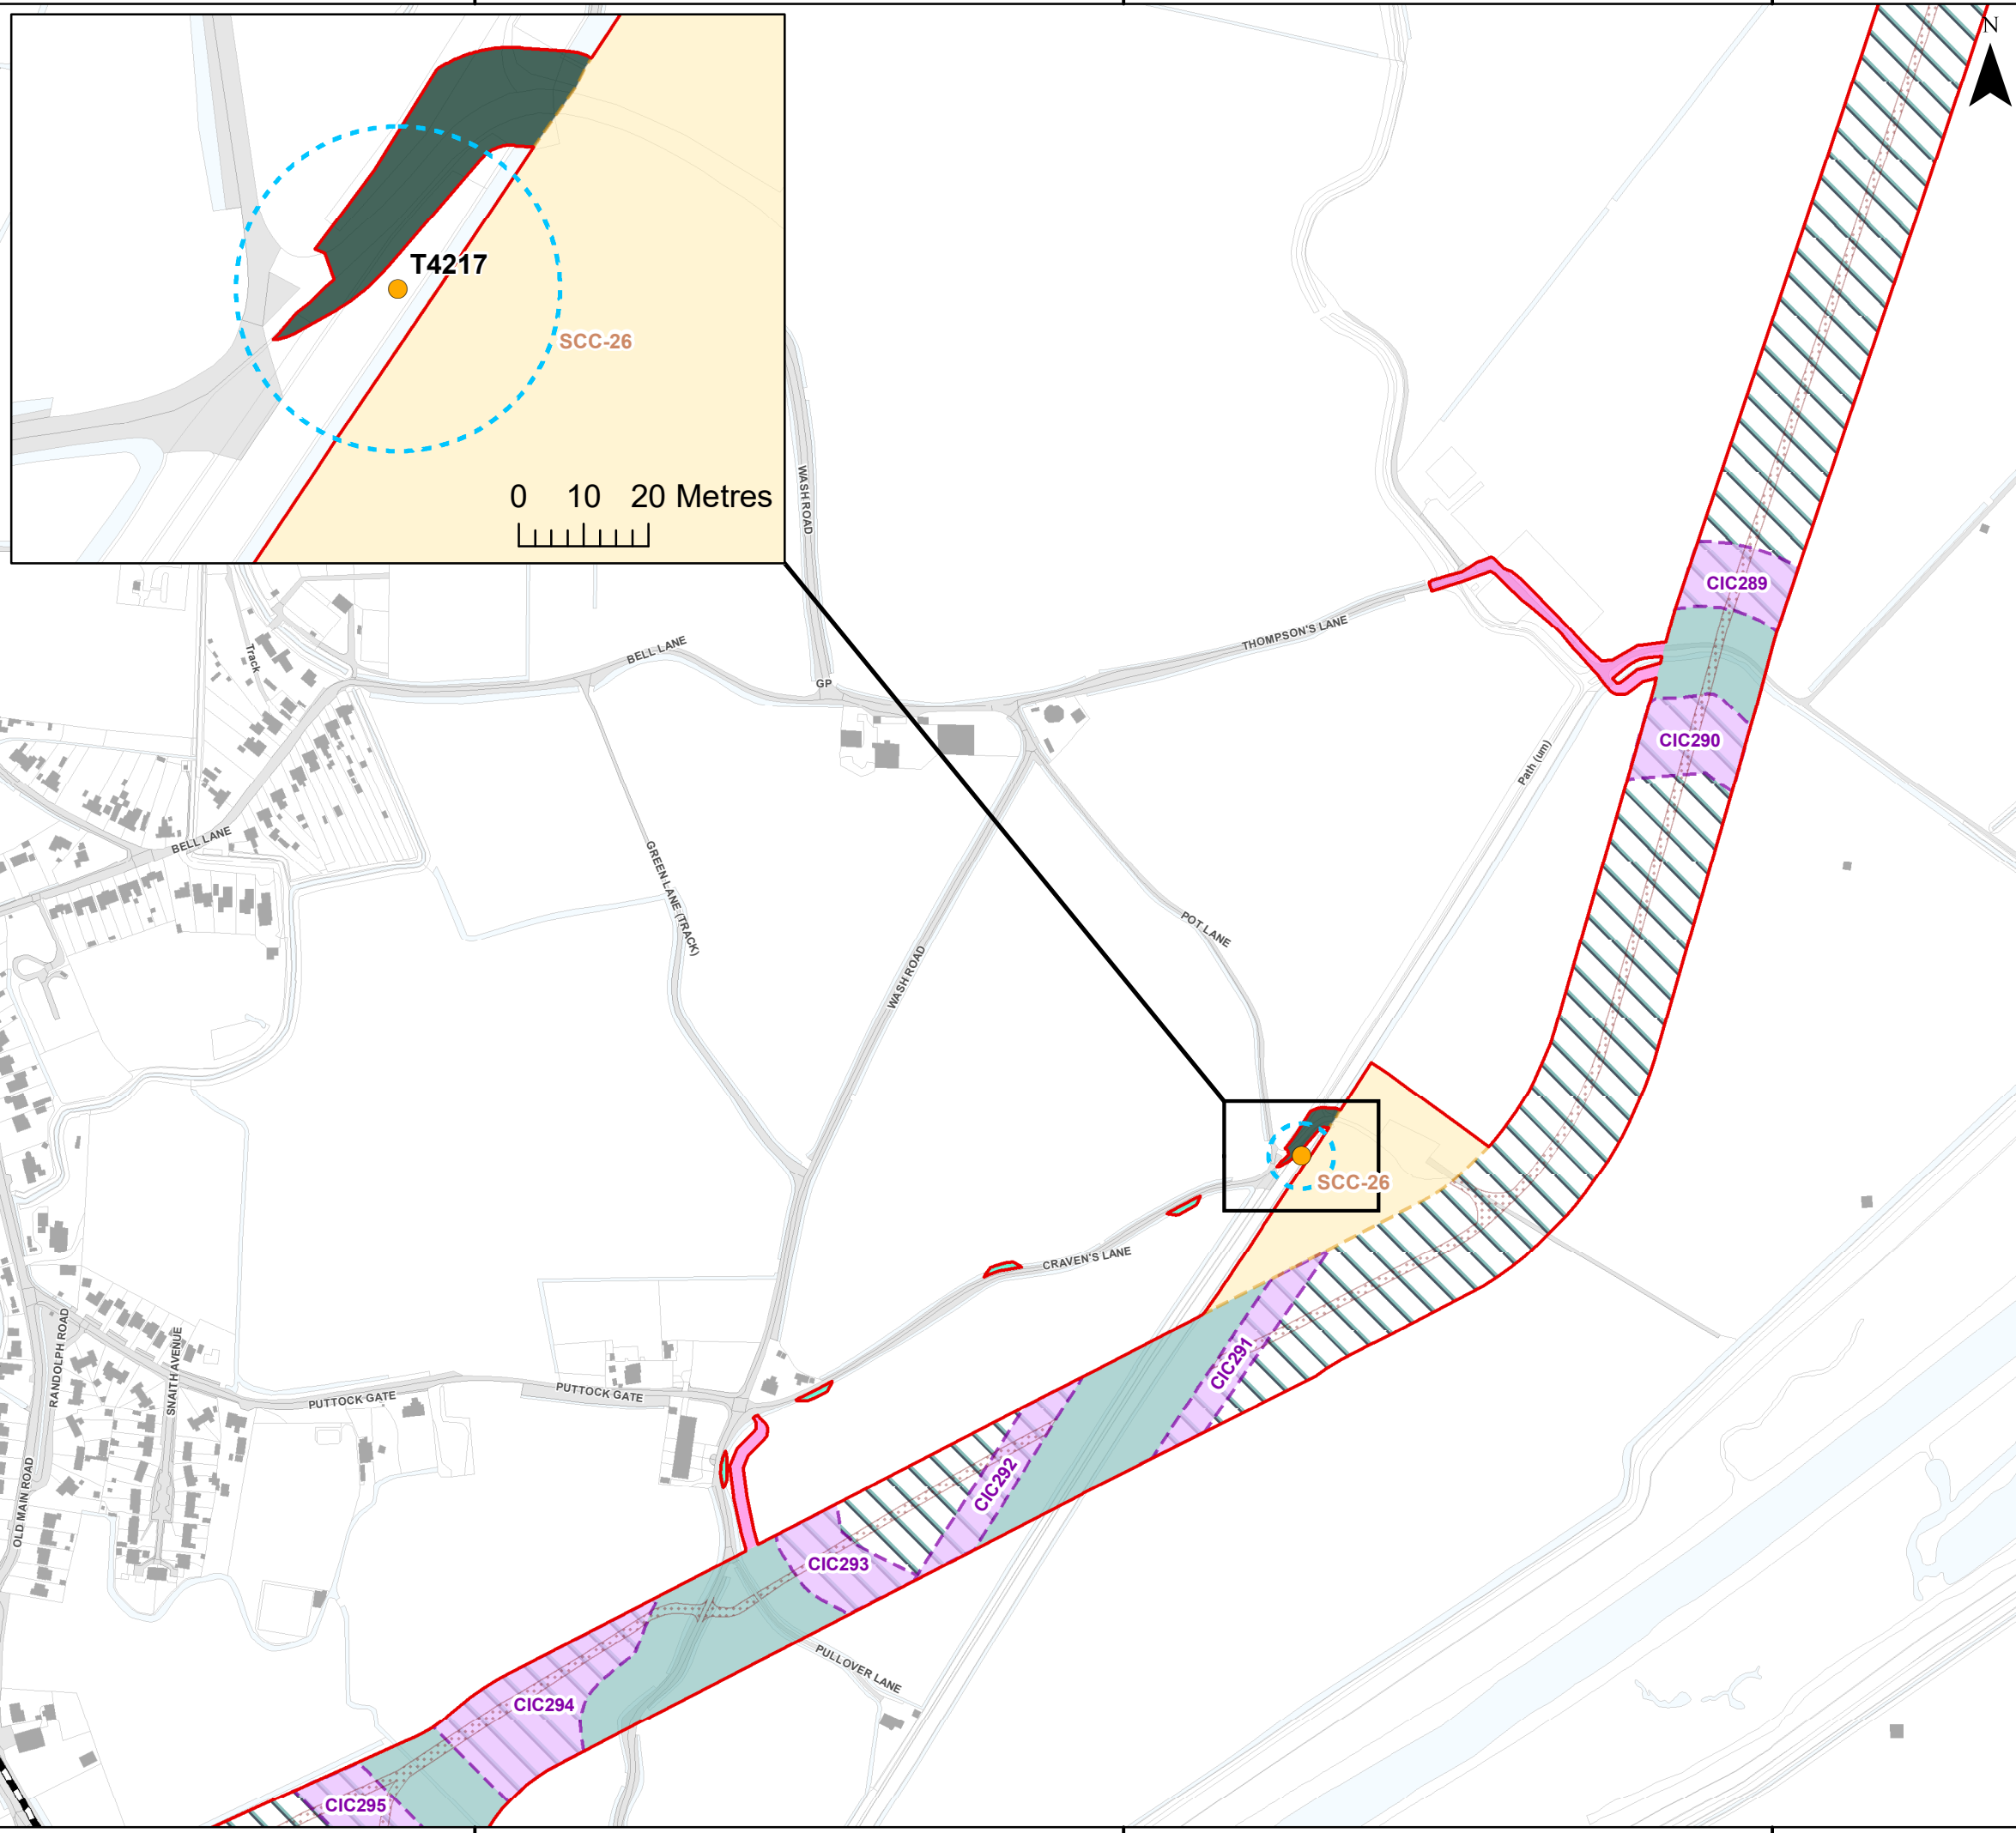 N
T4217
SCC-26
0 10 20 Metres
WASH ROAD
CIC289
THOMPSON'S LANE
BELL LANE
Track
GP
CIC290
Path (um)
BELL LANE
GREEN LANE (TRACK)
POT LANE
WASH ROAD
SCC-26
CRAVEN'S LANE
RANDOLPH ROAD
SNAITH AVENUE
PUTTOCK GATE
PUTTOCK GATE
CIC291
OLD MAIN ROAD
CIC292
CIC293
PULLOVER LANE
CIC294
CIC295